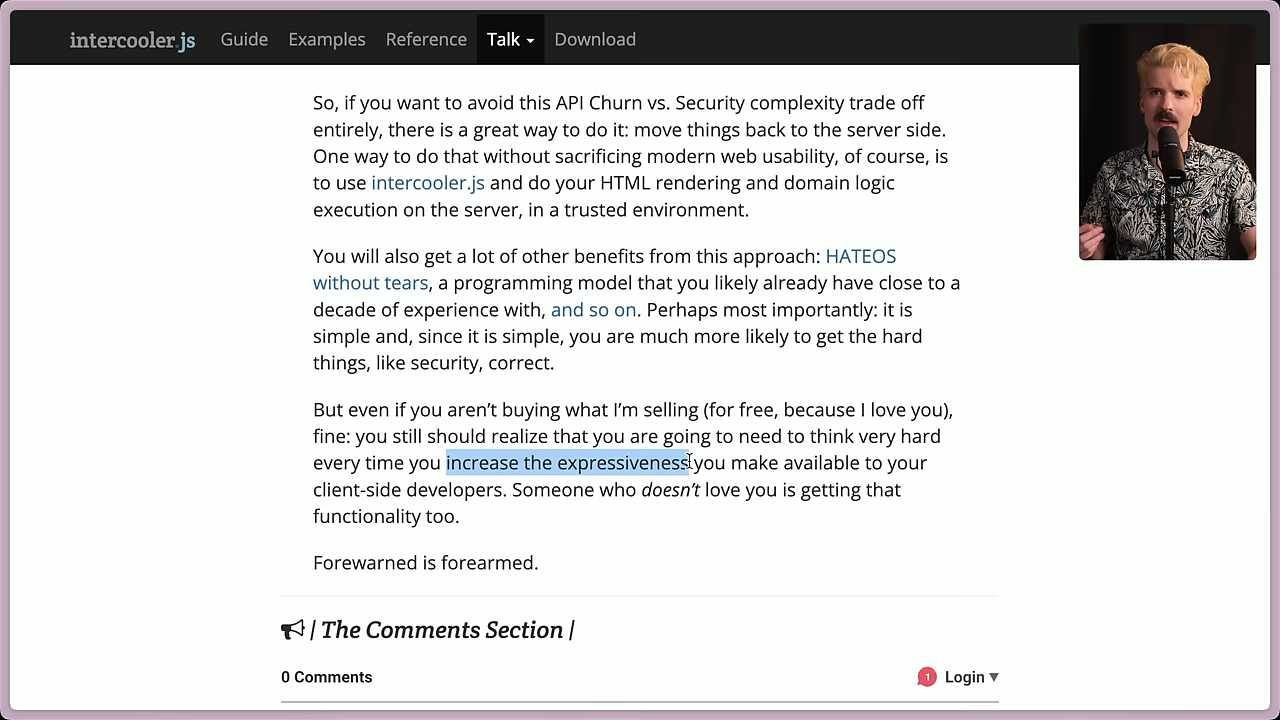 intercooler.js Guide Examples Reference Talk Download
So, if you want to avoid this API Churn vs. Security complexity trade off
entirely, there is a great way to do it: move things back to the server side.
One way to do that without sacrificing modern web usability, of course, is
to use intercooler.js and do your HTML rendering and domain logic
execution on the server, in a trusted environment.
You will also get a lot of other benefits from this approach: HATEOS
without tears, a programming model that you likely already have close to a
decade of experience with, and so on. Perhaps most importantly: it is
simple and, since it is simple, you are much more likely to get the hard
things, like security, correct.
But even if you aren’t buying what I’m selling (for free, because I love you),
fine: you still should realize that you are going to need to think very hard
every time you increase the expressiveness you make available to your
client-side developers. Someone who doesn’t love you is getting that
functionality too.
Forewarned is forearmed.
| The Comments Section |
0 Comments 1 Login